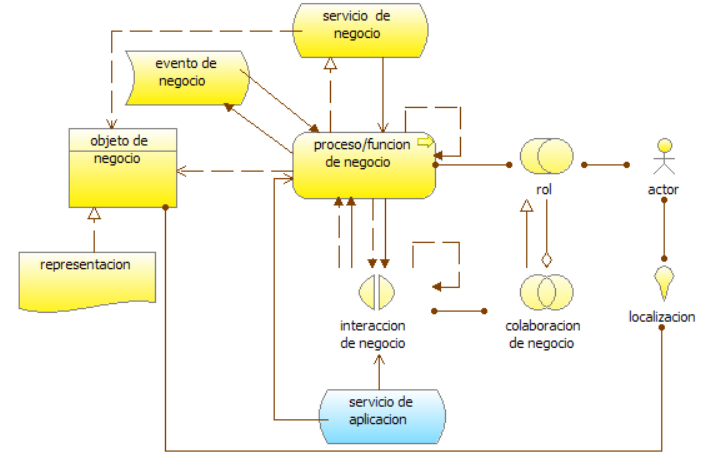 servicio de
negocio
evento de
negocio
objeto de
negocio
proceso/funcion
de negocio
rol
actor
representacion
interaccion
de negocio
colaboracion
de negocio
localizacion
servicio de
aplicacion